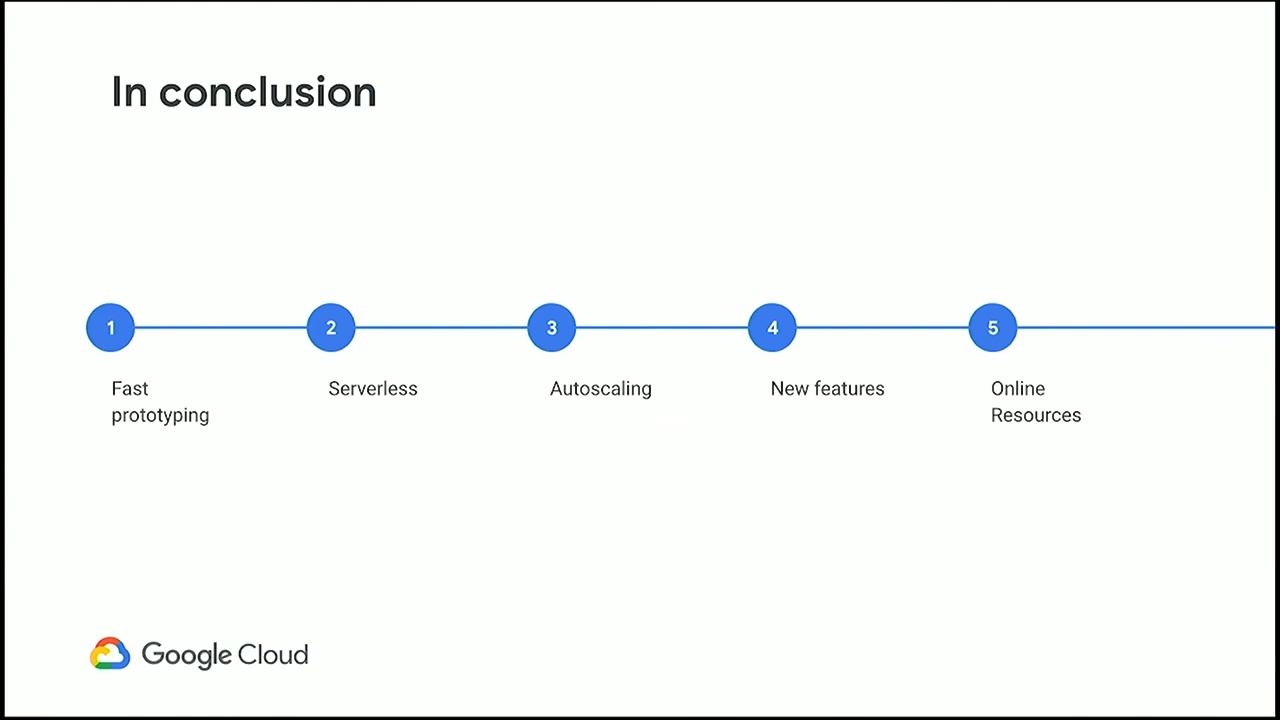 In conclusion
1
2
3
4
5
Fast
prototyping
Serverless
Autoscaling
New features
Online
Resources
Google Cloud